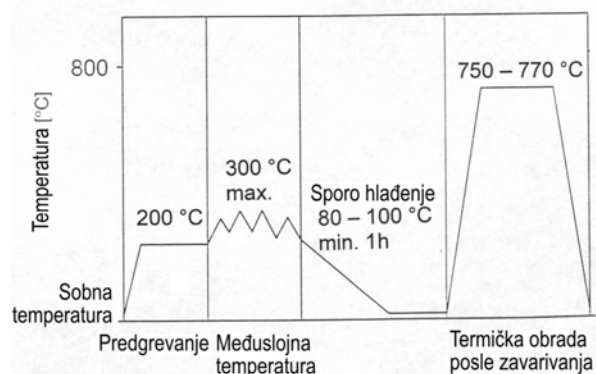 Temperatura [°C]
800
Sobna
temperatura
200 °C
300 °C
max.
Sporo hlađenje
80 – 100 °C
min. 1h
750 – 770 °C
Predgrevanje
Međuslojna
temperatura
Termička obrada
posle zavarivanja